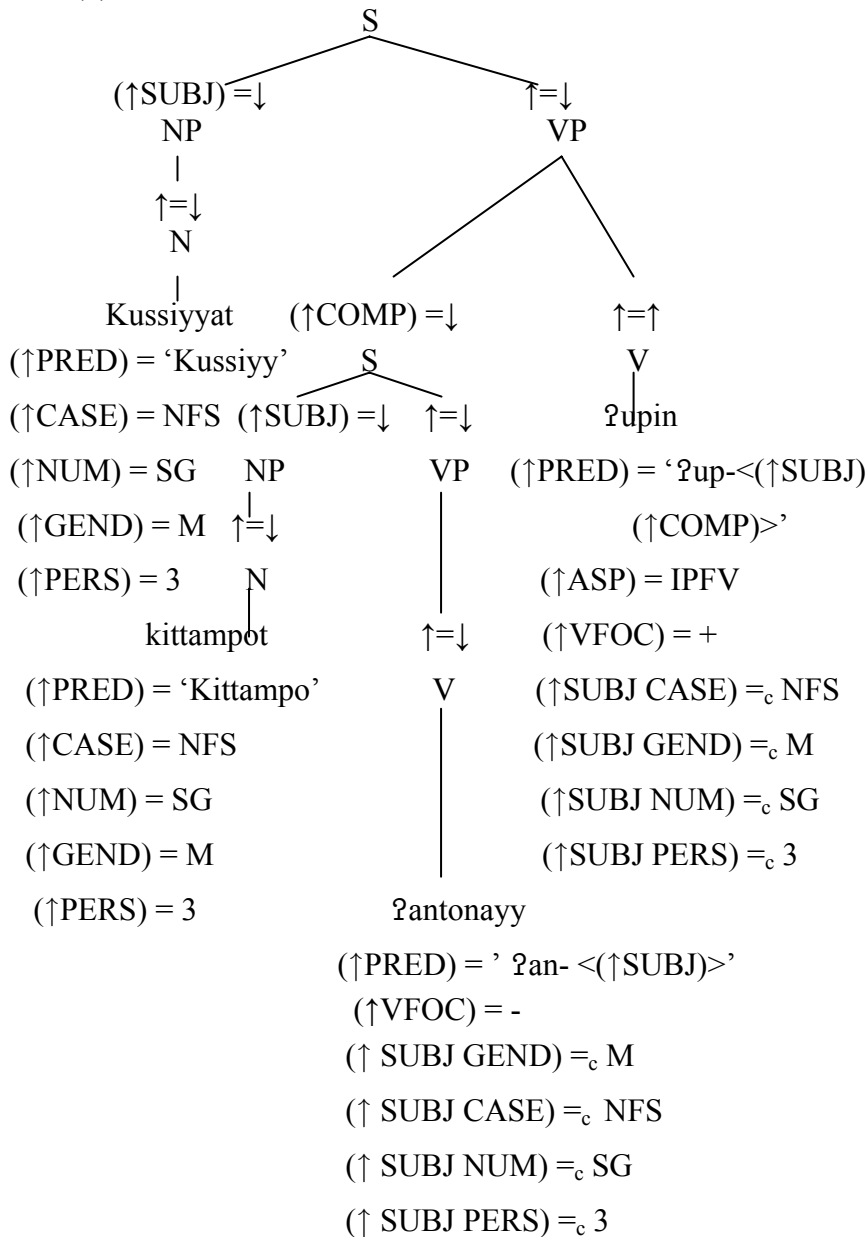 S
(↑SUBJ) =↓ ↑=↓
NP VP
↑=↓
N
Kussiyyat (↑COMP) =↓ ↑=↑
(↑PRED) = ‘Kussiyy’ S V
(↑CASE) = NFS (↑SUBJ) =↓ ↑=↓ ʔupin
(↑NUM) = SG NP VP (↑PRED) = ‘ʔup-<(↑SUBJ)
(↑GEND) = M ↑=↓ (↑COMP)>’
(↑PERS) = 3 N (↑ASP) = IPFV
kittampot ↑=↓ (↑VFOC) = +
(↑PRED) = ‘Kittampo’ V (↑SUBJ CASE) =c NFS
(↑CASE) = NFS (↑SUBJ GEND) =c M
(↑NUM) = SG (↑SUBJ NUM) =c SG
(↑GEND) = M (↑SUBJ PERS) =c 3
(↑PERS) = 3 ʔantonayy
(↑PRED) = ’ ʔan- <(↑SUBJ)>’
(↑VFOC) = -
(↑ SUBJ GEND) =c M
(↑ SUBJ CASE) =c NFS
(↑ SUBJ NUM) =c SG
(↑ SUBJ PERS) =c 3